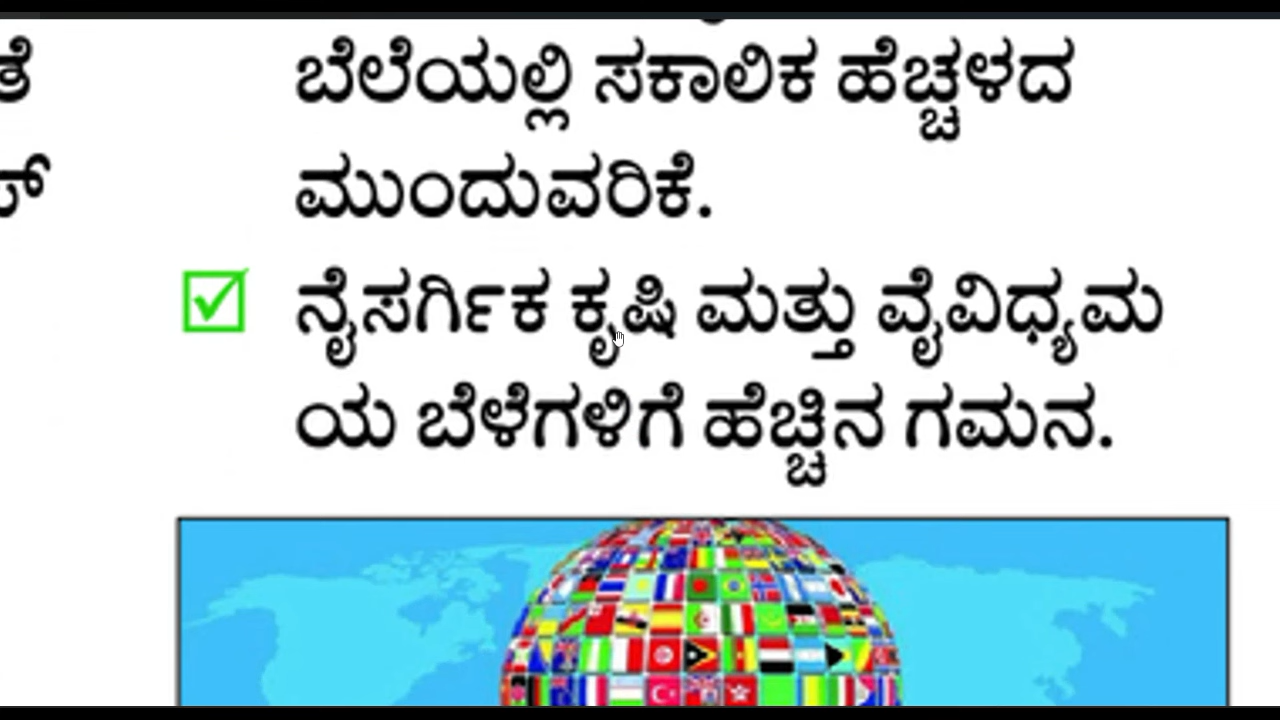 ಬೆಲೆಯಲ್ಲಿ ಸಕಾಲಿಕ ಹೆಚ್ಚಳದ
ಮುಂದುವರಿಕೆ.
ನೈಸರ್ಗಿಕ ಕೃಷಿ ಮತ್ತು ವೈವಿಧ್ಯಮ
ಯ ಬೆಳೆಗಳಿಗೆ ಹೆಚ್ಚಿನ ಗಮನ.